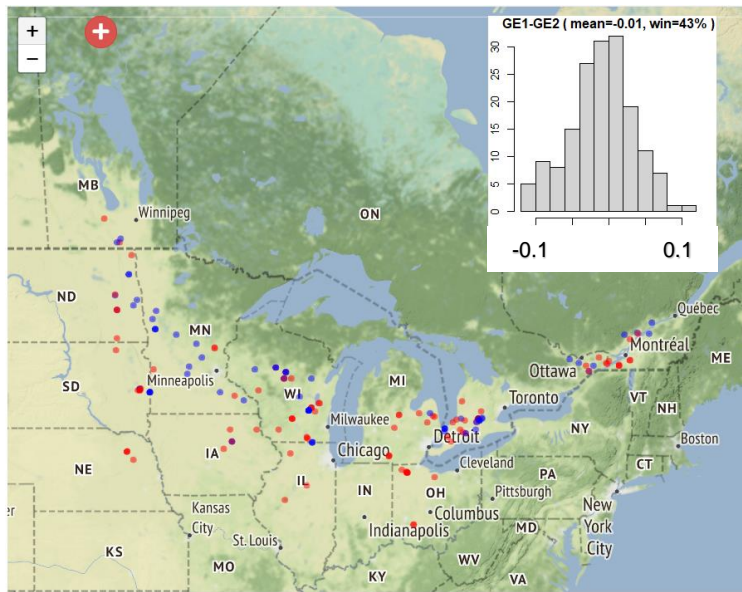 +
−
+
GE1-GE2 ( mean=-0.01, win=43% )
30
25
20
15
10
5
0
-0.1
0.1
MB
Winnipeg
ON
ND
MN
Québec
Ottawa
Montréal
ME
SD
Minneapolis
WI
MI
Toronto
VT
NH
Milwaukee
Detroit
NY
Boston
IA
Chicago
Cleveland
CT
NE
IL
IN
OH
PA
Pittsburgh
er
Kansas
City
Columbus
Indianapolis
New
York
City
MD
KS
MO
St. Louis
WV
KY
VA